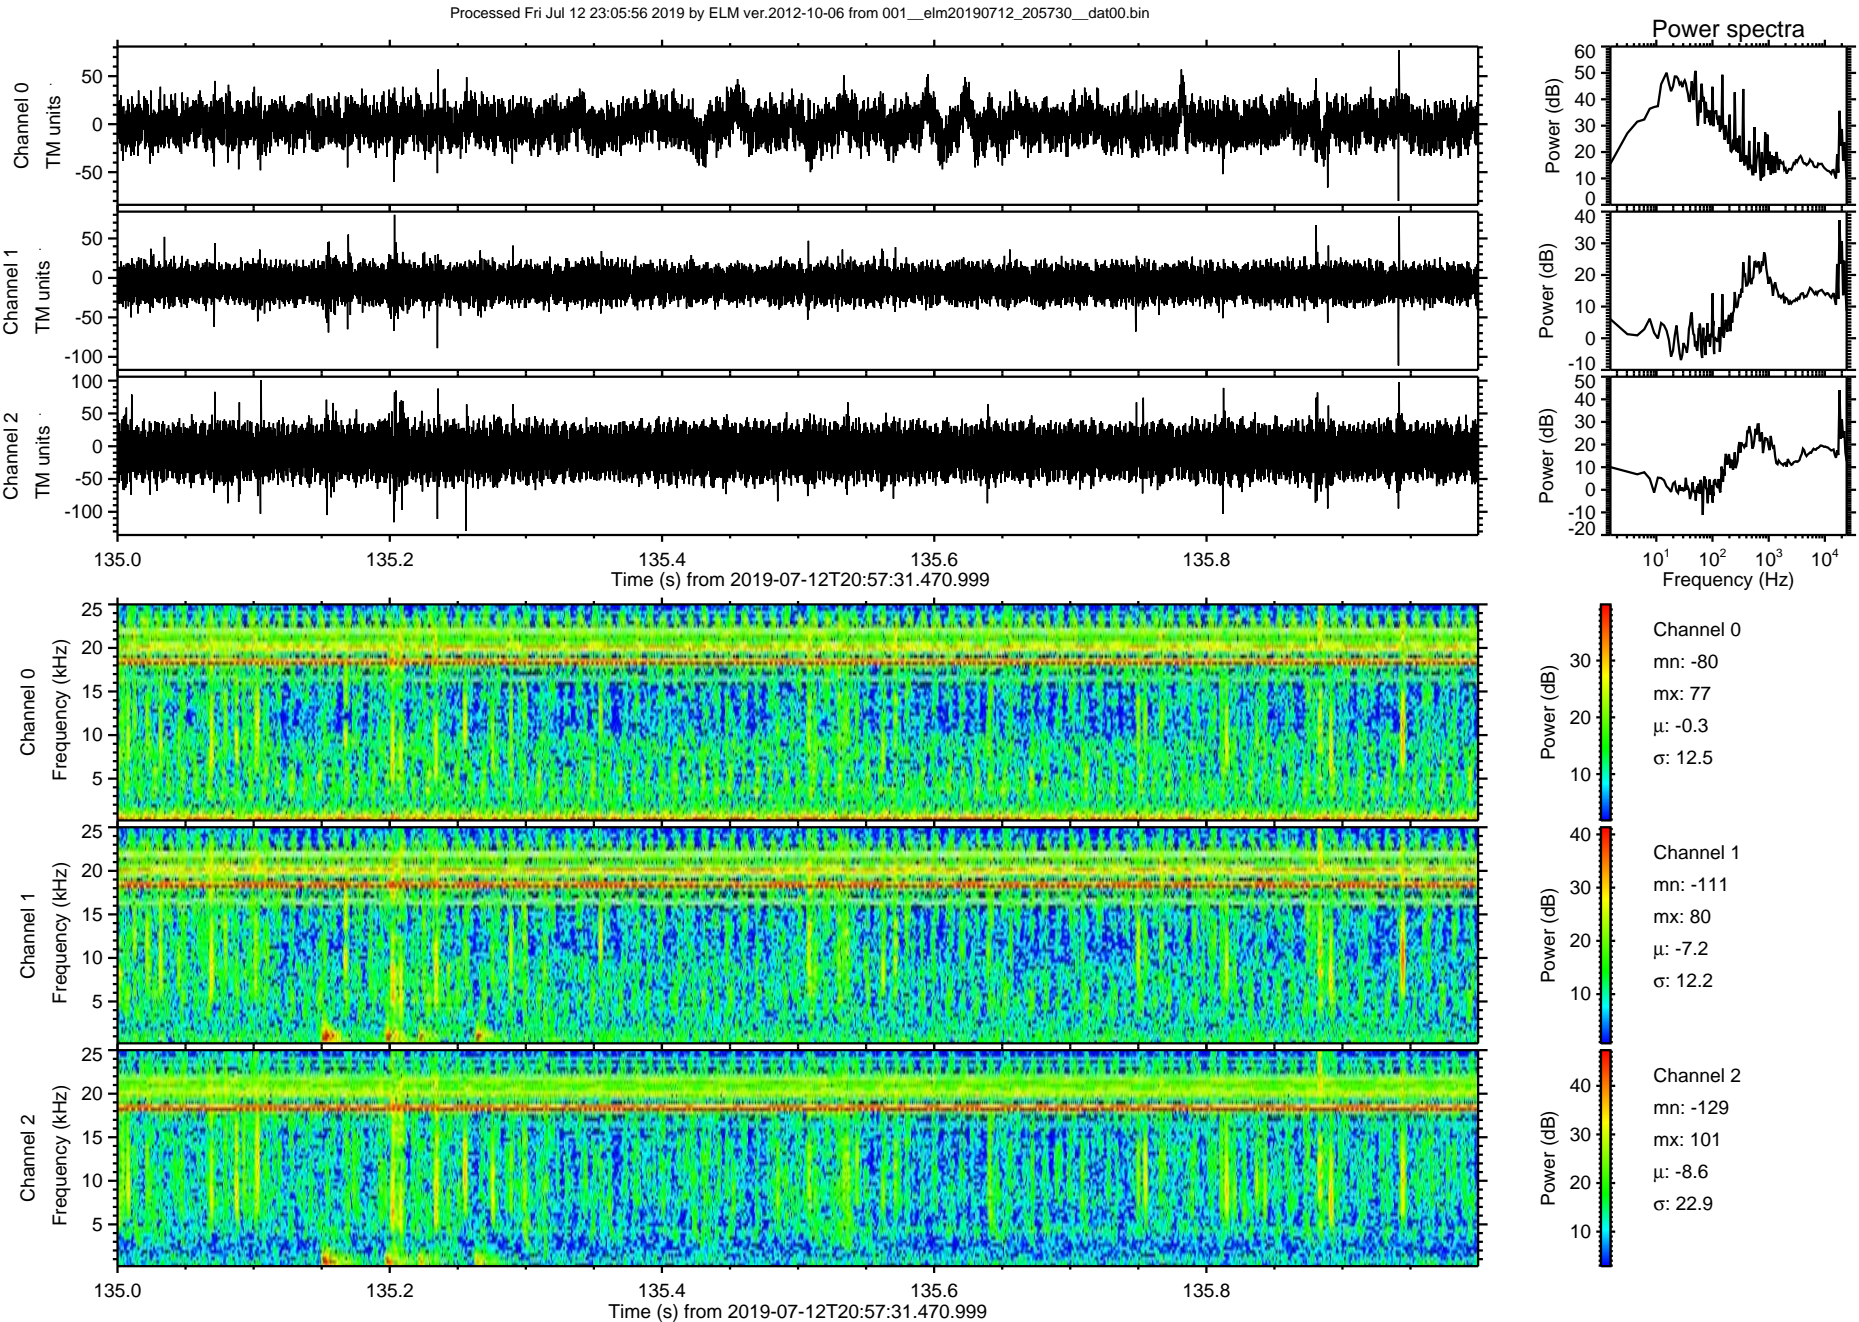 Processed Fri Jul 12 23:05:56 2019 by ELM ver.2012-10-06 from 001__elm20190712_205730__dat00.bin
Power spectra
Channel 0
TM units
50
0
-50
Power (dB)
60
50
40
30
20
10
0
Channel 1
TM units
50
0
-50
-100
Power (dB)
40
30
20
10
0
-10
Channel 2
TM units
100
50
0
-50
-100
Power (dB)
50
40
30
20
10
0
-10
-20
135.0 135.2 135.4 135.6 135.8
Time (s) from 2019-07-12T20:57:31.470.999
10^1 10^2 10^3 10^4
Frequency (Hz)
Channel 0
Frequency (kHz)
25
20
15
10
5
Power (dB)
30
20
10
Channel 0
mn: -80
mx: 77
μ: -0.3
σ: 12.5
Channel 1
Frequency (kHz)
25
20
15
10
5
Power (dB)
40
30
20
10
Channel 1
mn: -111
mx: 80
μ: -7.2
σ: 12.2
Channel 2
Frequency (kHz)
25
20
15
10
5
Power (dB)
40
30
20
10
Channel 2
mn: -129
mx: 101
μ: -8.6
σ: 22.9
135.0 135.2 135.4 135.6 135.8
Time (s) from 2019-07-12T20:57:31.470.999